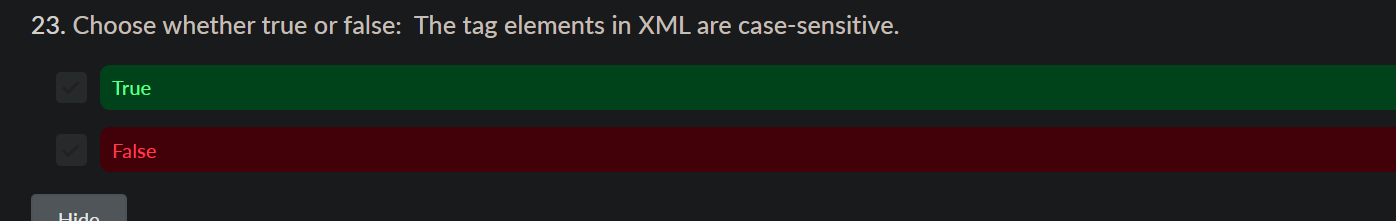 23. Choose whether true or false:  The tag elements in XML are case-sensitive.
True
False
Hide